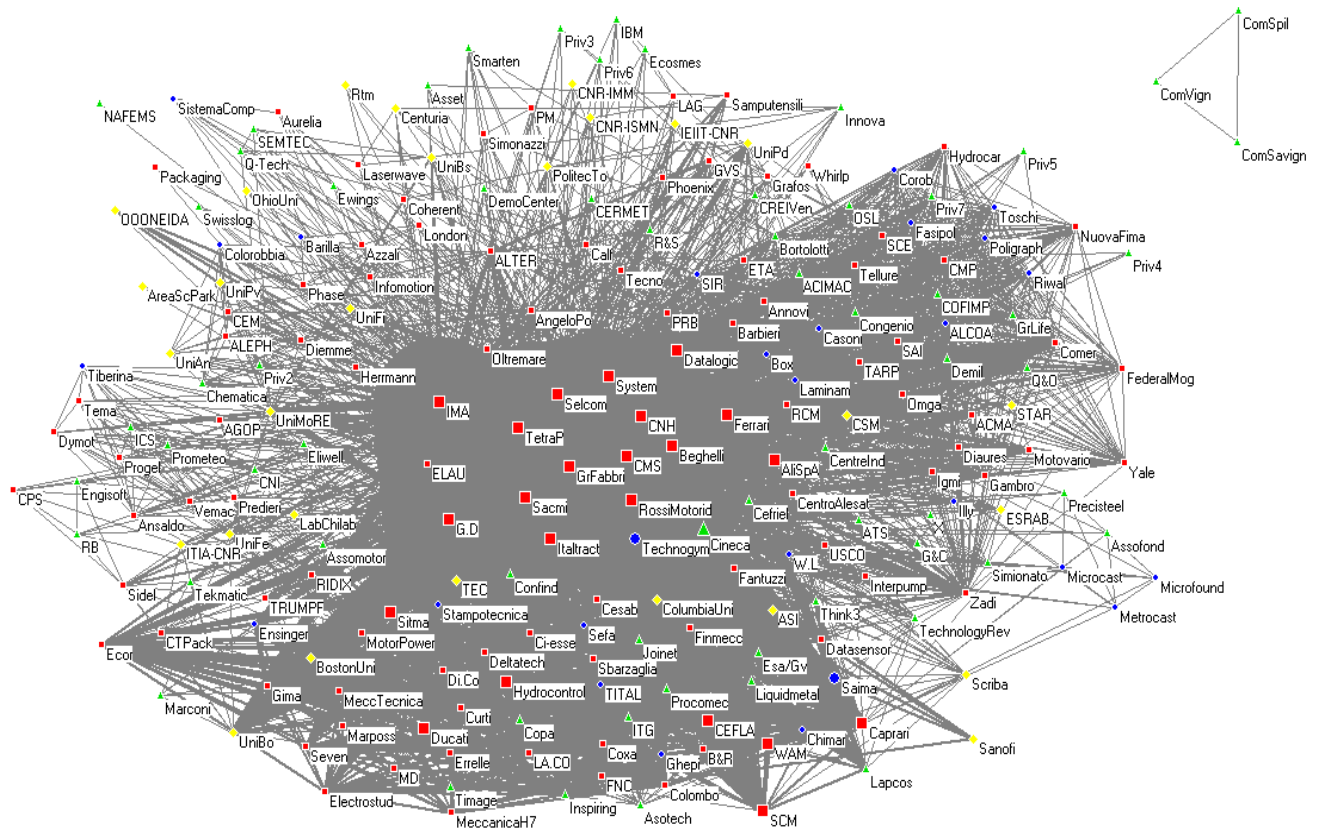 ComSpil
IBM
Priv3
Ecosmes
Smarten
Priv6
ComVign
Rtm
Asset
CNR-IMM
NAFEMS
SistemaComp
LAG
Samputensili
Centuria
PM
Innova
Aurelia
CNR-ISMN
IEIIT-CNR
SEMTEC
Simonazzi
ComSavign
Q-Tech
UniPd
Hydrocar
Priv5
Packaging
Laserwave
UniBs
PolitecTo
GVS
Whirlp
Corob
OhioUni
Ewings
Phoenix
Grafos
Coherent
DemoCenter
CERMET
CREIVen
OSL
Priv7
Toschi
OOONEIDA
Swisslog
London
Fasipol
NuovaFima
Colorobbia
Barilla
Azzali
ALTER
Calf
R&S
Bortolotti
SCE
Poligraph
Priv4
AreaScPark
UniPv
Phase
Infomotion
Tecno
SIR
ETA
ACIMAC
Tellure
CMP
Riwal
CEM
UniFi
AngeloPo
PRB
Annovi
COFIMP
ALEPH
Barbieri
Casoni
Congenio
ALCOA
GrLife
Diemme
UniAn
Oltremare
Datalogic
Box
SAI
Comer
Tiberina
Priv2
Herrmann
TARP
Demil
Q&O
FederalMog
Chematica
System
Laminam
Tema
Selcom
IMA
RCM
Omga
STAR
UniMoRE
AGOP
CNH
Ferrari
CSM
ACMA
Dymot
ICS
TetraP
Prometeo
Eliwell
Beghelli
CentreInd
Diaures
Motovario
Progel
ELAU
GrFabbri
CMS
AliSpA
Yale
CNI
Igmi
Gambro
CPS
Engisoft
Predieri
Sacmi
RossiMotorid
CentroAlesat
Precisteel
Vemac
Cefriel
Illy
Ansaldo
LabChilab
G.D
ATS
Y
ESRAB
RB
UniFe
Italtract
Technogym
Cineca
Assofond
ITIA-CNR
Assomotor
USCO
G&C
W.L
Simionato
Microcast
Fantuzzi
Interpump
Microfound
Sidel
Tekmatic
RIDIX
TEC
Confind
Zadi
TRUMPF
Cesab
ColumbiaUni
ASI
Think3
Metrocast
Sitma
Stampotecnica
TechnologyRev
Ensinger
CTPack
MotorPower
Ci-esse
Sefa
Finmecc
Ecor
Joinet
Datasensor
BostonUni
Deltatech
Sbarzaglia
Esa/Gv
Di.Co
Scriba
Gima
MeccTecnica
Hydrocontrol
TITAL
Procomec
Liquidmetal
Saima
Marconi
Curti
UniBo
Marposs
Ducati
Copa
ITG
CEFLA
Chimar
Caprari
Seven
Sanofi
Errelle
LA.CO
Coxa
Ghepi
B&R
WAM
MD
FNC
Lapcos
Electrostud
Timage
Inspiring
Colombo
MeccanicaH7
Asotech
SCM